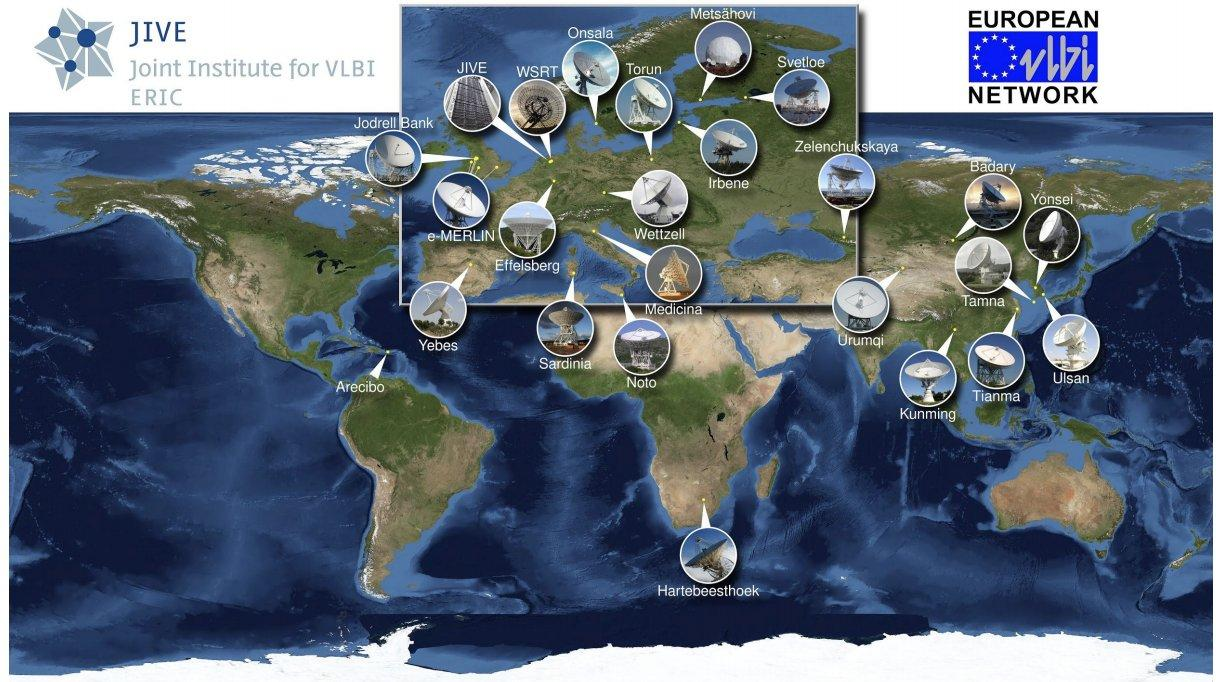 JIVE
Joint Institute for VLBI
ERIC
EUROPEAN
vlbi
NETWORK
Metsähovi
Onsala
Svetloe
JIVE
WSRT
Torun
Jodrell Bank
Zelenchukskaya
Irbene
Badary
Yonsei
e-MERLIN
Wettzell
Effelsberg
Tamna
Medicina
Yebes
Urumqi
Sardinia
Noto
Ulsan
Arecibo
Tianma
Kunming
Hartebeesthoek